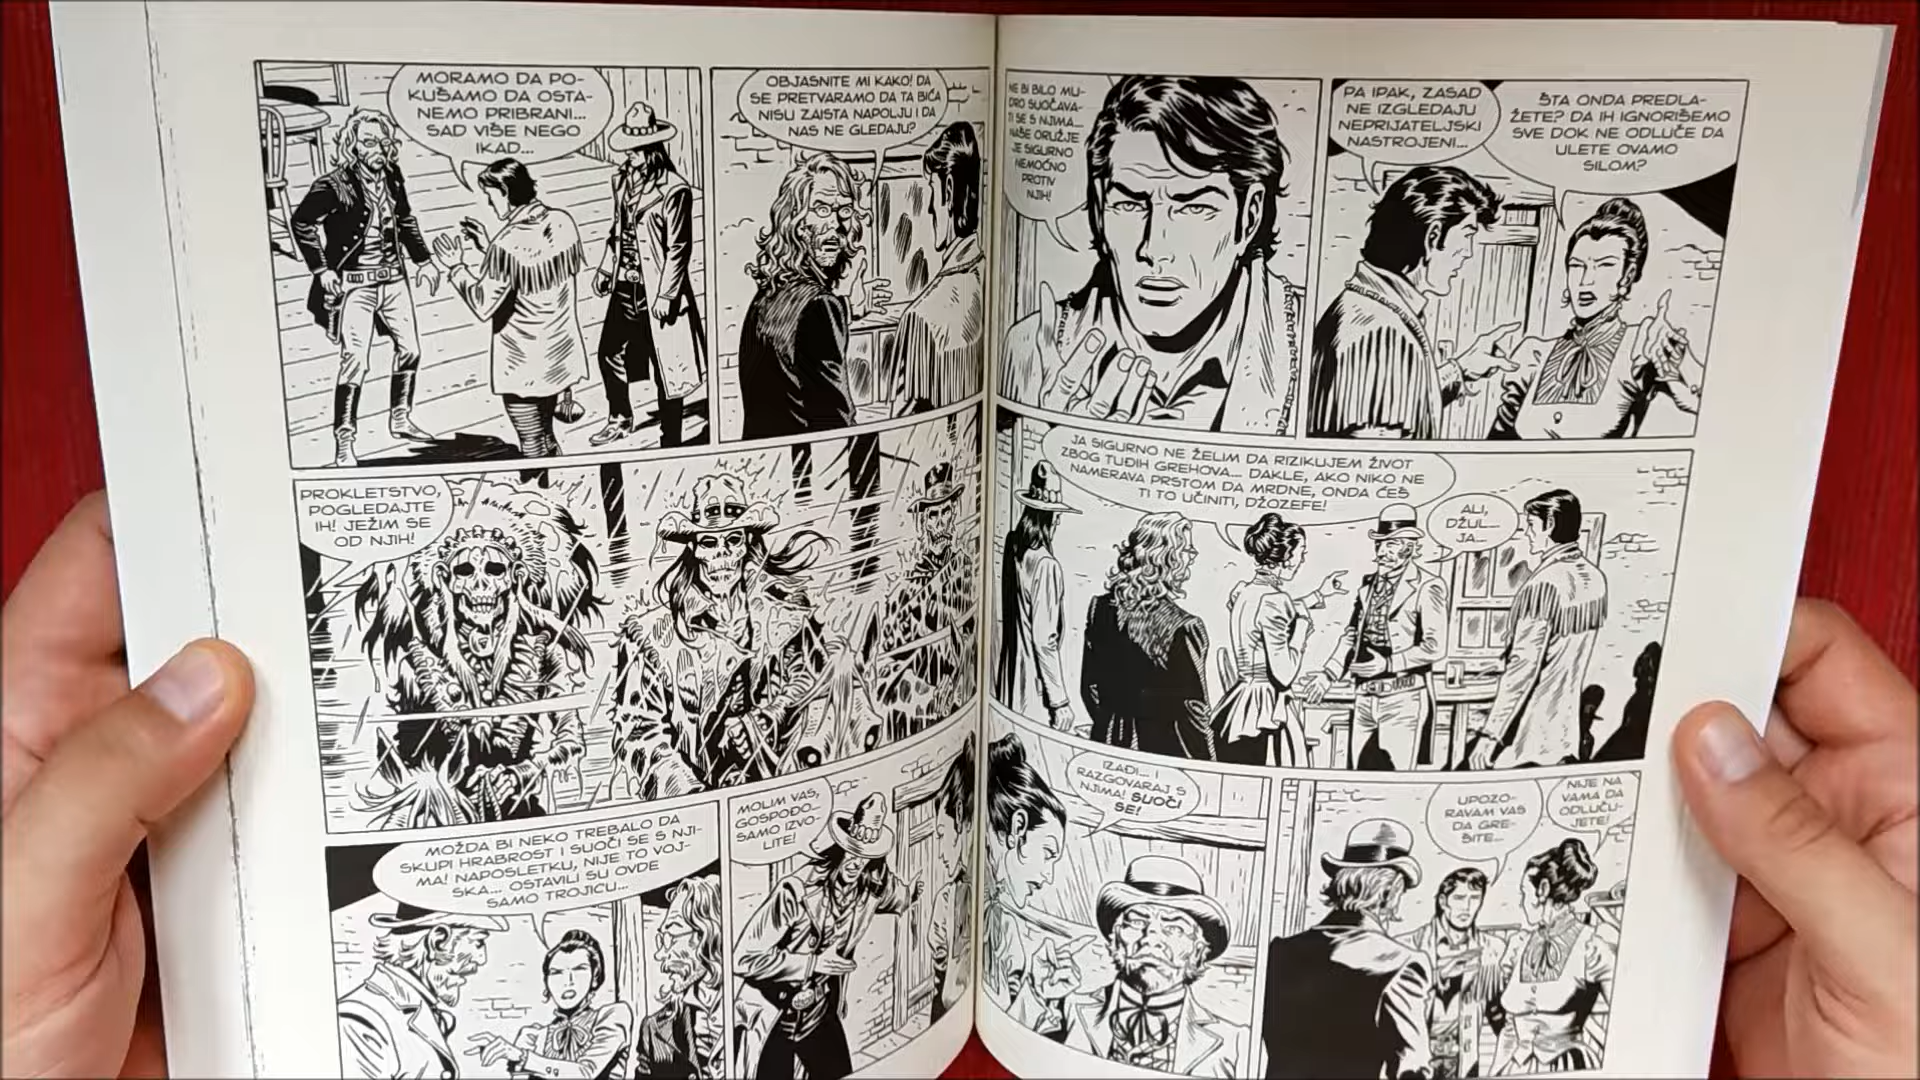 MORAMO DA PO-
KUŠAMO DA OSTA-
NEMO PRIBRANI...
SAD VIŠE NEGO
IKAD...
OBJASNITE MI KAKO! DA
SE PRETVARAMO DA TA BIĆA
NISU ZAISTA NAPOLJU I DA
NAS NE GLEDAJU?
PROKLETSTVO,
POGLEDAJTE
IH! JEŽIM SE
OD NJIH!
MOŽDA BI NEKO TREBALO DA
SKUPI HRABROST I SUOČI SE S NJI-
MA! NAPOSLETKU, NIJE TO VOJ-
SKA... OSTAVILI SU OVDE
SAMO TROJICU...
MOLIM VAS,
GOSPOĐO...
SAMO IZVO-
LITE!
NE BI BILO MU-
DRO SUOČAVA-
TI SE S NJIMA...
NAŠE ORUŽJE
JE SIGURNO
NEMOĆNO
PROTIV
NJIH!
PA IPAK, ZASAD
NE IZGLEDAJU
NEPRIJATELJSKI
NASTROJENI...
ŠTA ONDA PREDLA-
ŽETE? DA IH IGNORIŠEMO
SVE DOK NE ODLUČE DA
ULETE OVAMO
SILOM?
JA SIGURNO NE ŽELIM DA RIZIKUJEM ŽIVOT
ZBOG TUĐIH GREHOVA... DAKLE, AKO NIKO NE
NAMERAVA PRSTOM DA MRDNE, ONDA ĆEŠ
TI TO UČINITI, DŽOZEFE!
ALI,
DŽUL...
JA...
IZAĐI... I
RAZGOVARAJ S
NJIMA! SUOČI
SE!
UPOZO-
RAVAM VAS
DA GRE-
ŠITE...
NIJE NA
VAMA DA
ODLUČU-
JETE!